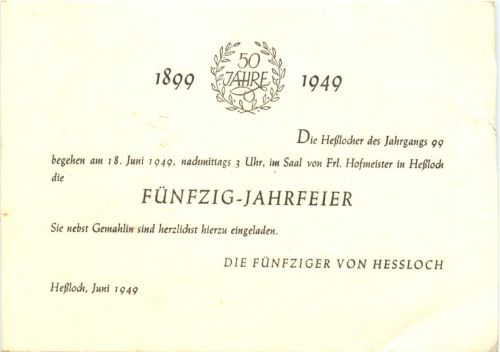 50
1899 JAHRE 1949
Die Heßlocher des Jahrgangs 99
begehen am 18. Juni 1949, nachmittags 3 Uhr, im Saal von Frl. Hofmeister in Heßloch
die
FÜNFZIG-JAHRFEIER
Sie nebst Gemahlin sind herzlichst hierzu eingeladen.
DIE FÜNFZIGER VON HESSLOCH
Heßloch, Juni 1949